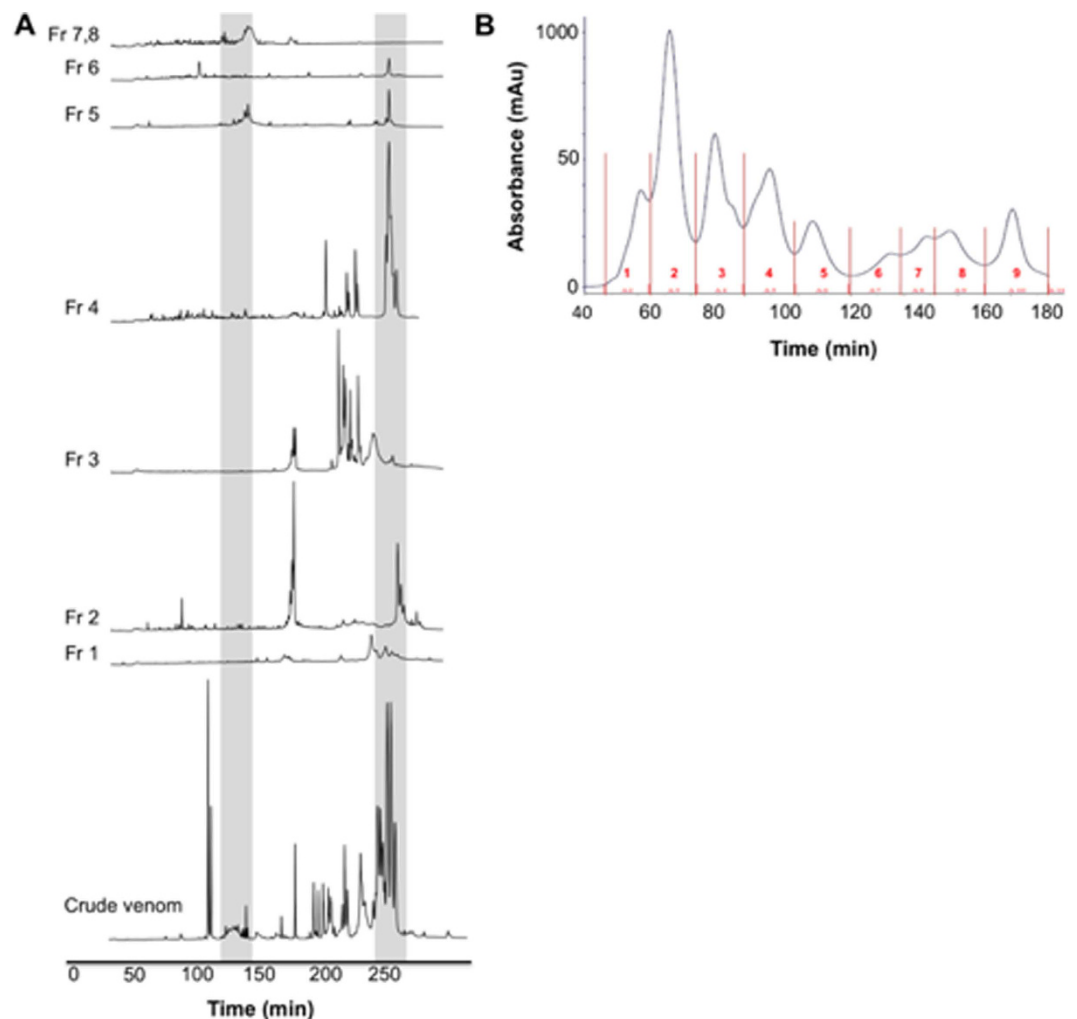 A
Fr 7,8
Fr 6
Fr 5
Fr 4
Fr 3
Fr 2
Fr 1
Crude venom
0 50 100 150 200 250
Time (min)
B
Absorbance (mAu)
1000
50
0
1 2 3 4 5 6 7 8 9
40 60 80 100 120 140 160 180
Time (min)